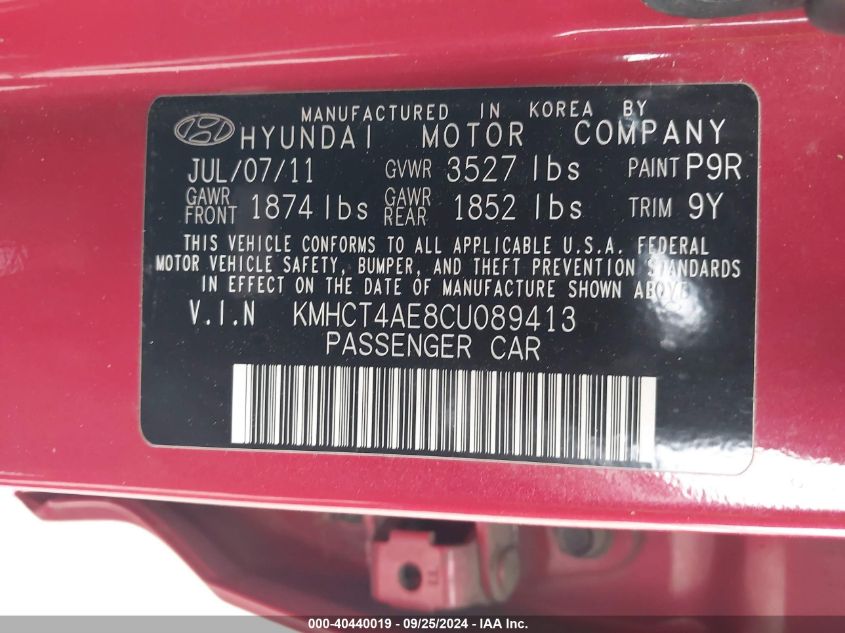 MANUFACTURED IN KOREA BY
HYUNDAI MOTOR COMPANY
JUL/07/11 GVWR 3527 lbs PAINT P9R
GAWR FRONT 1874 lbs GAWR REAR 1852 lbs TRIM 9Y
THIS VEHICLE CONFORMS TO ALL APPLICABLE U.S.A. FEDERAL
MOTOR VEHICLE SAFETY, BUMPER, AND THEFT PREVENTION STANDARDS
IN EFFECT ON THE DATE OF MANUFACTURE SHOWN ABOVE
V.I.N KMHCT4AE8CU089413
PASSENGER CAR
000-40440019 - 09/25/2024 - IAAI.com.